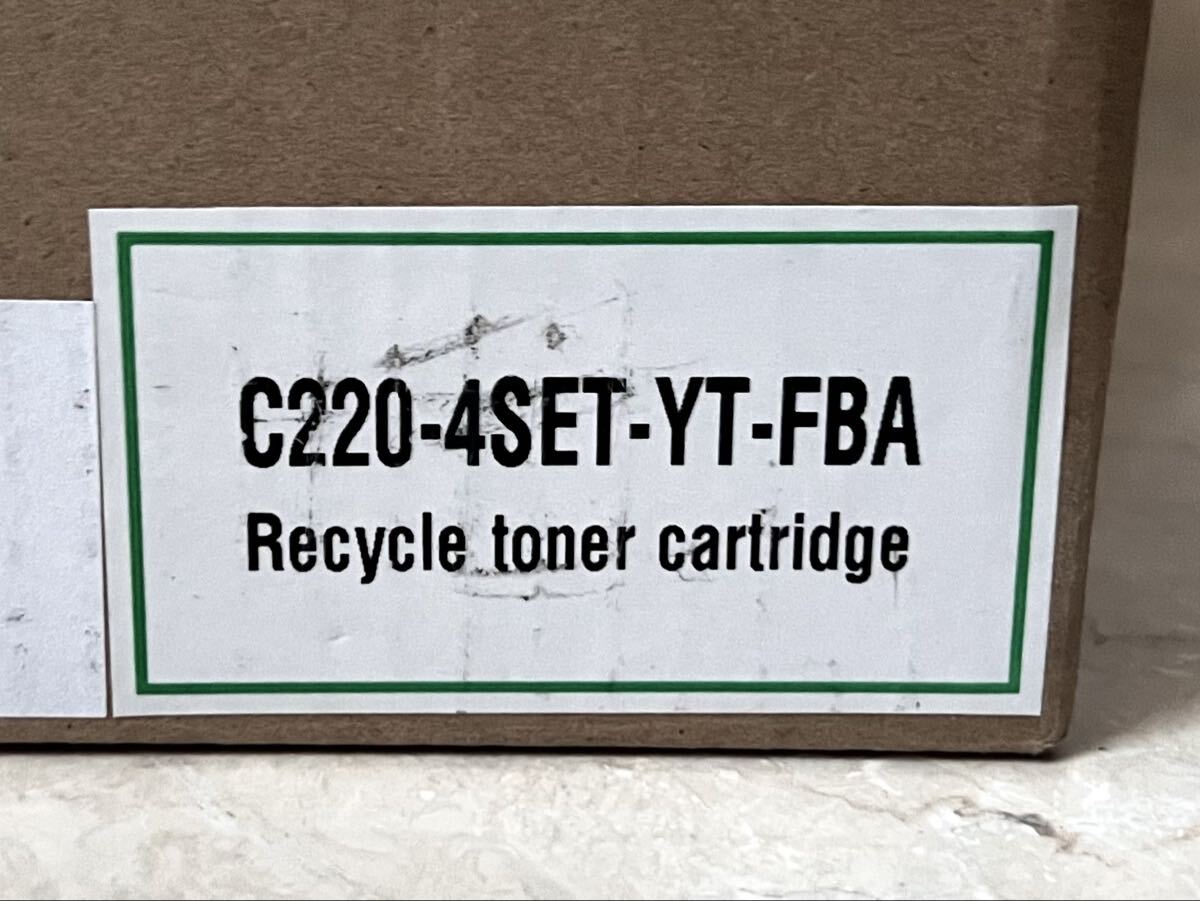 C220-4SET-YT-FBA
Recycle toner cartridge